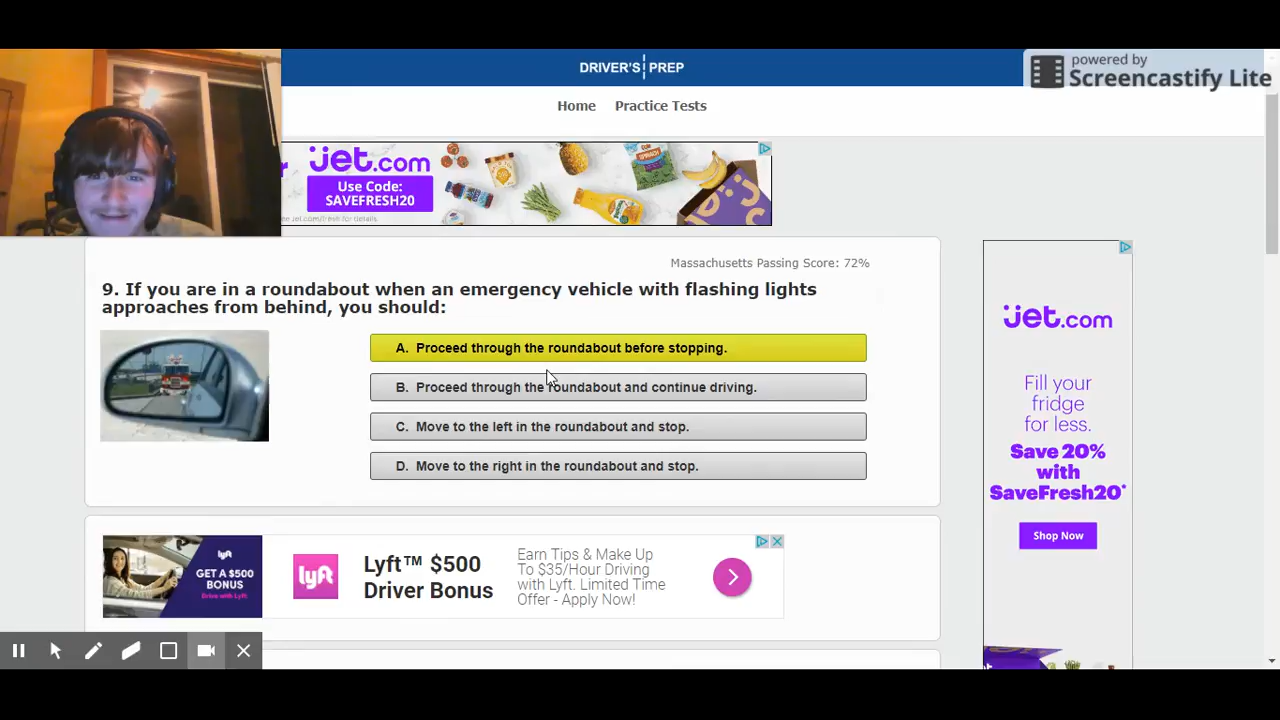 DRIVER'S PREP
powered by
Screencastify Lite
Home Practice Tests
jet.com
Use Code:
SAVEFRESH20
Massachusetts Passing Score: 72%
9. If you are in a roundabout when an emergency vehicle with flashing lights
approaches from behind, you should:
A. Proceed through the roundabout before stopping.
B. Proceed through the roundabout and continue driving.
C. Move to the left in the roundabout and stop.
D. Move to the right in the roundabout and stop.
jet.com
Fill your
fridge
for less.
Save 20%
with
SaveFresh20*
Shop Now
lyft
GET A $500
BONUS
Drive with Lyft.
lyft
Lyft™ $500
Driver Bonus
Earn Tips & Make Up
To $35/Hour Driving
with Lyft. Limited Time
Offer - Apply Now!